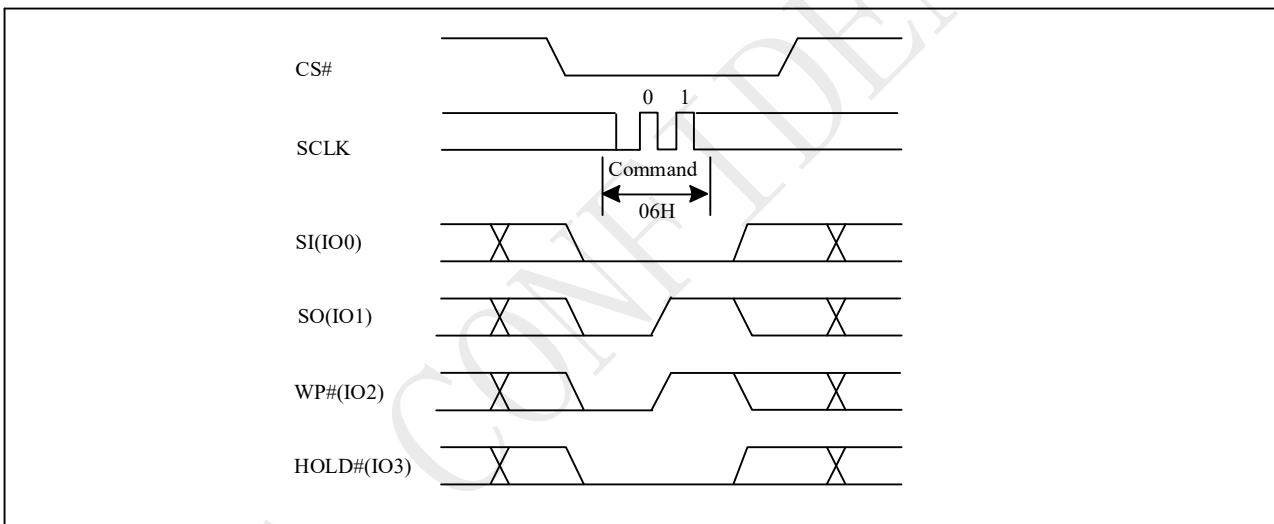 CS#
0 1
SCLK
Command
06H
SI(IO0)
SO(IO1)
WP#(IO2)
HOLD#(IO3)